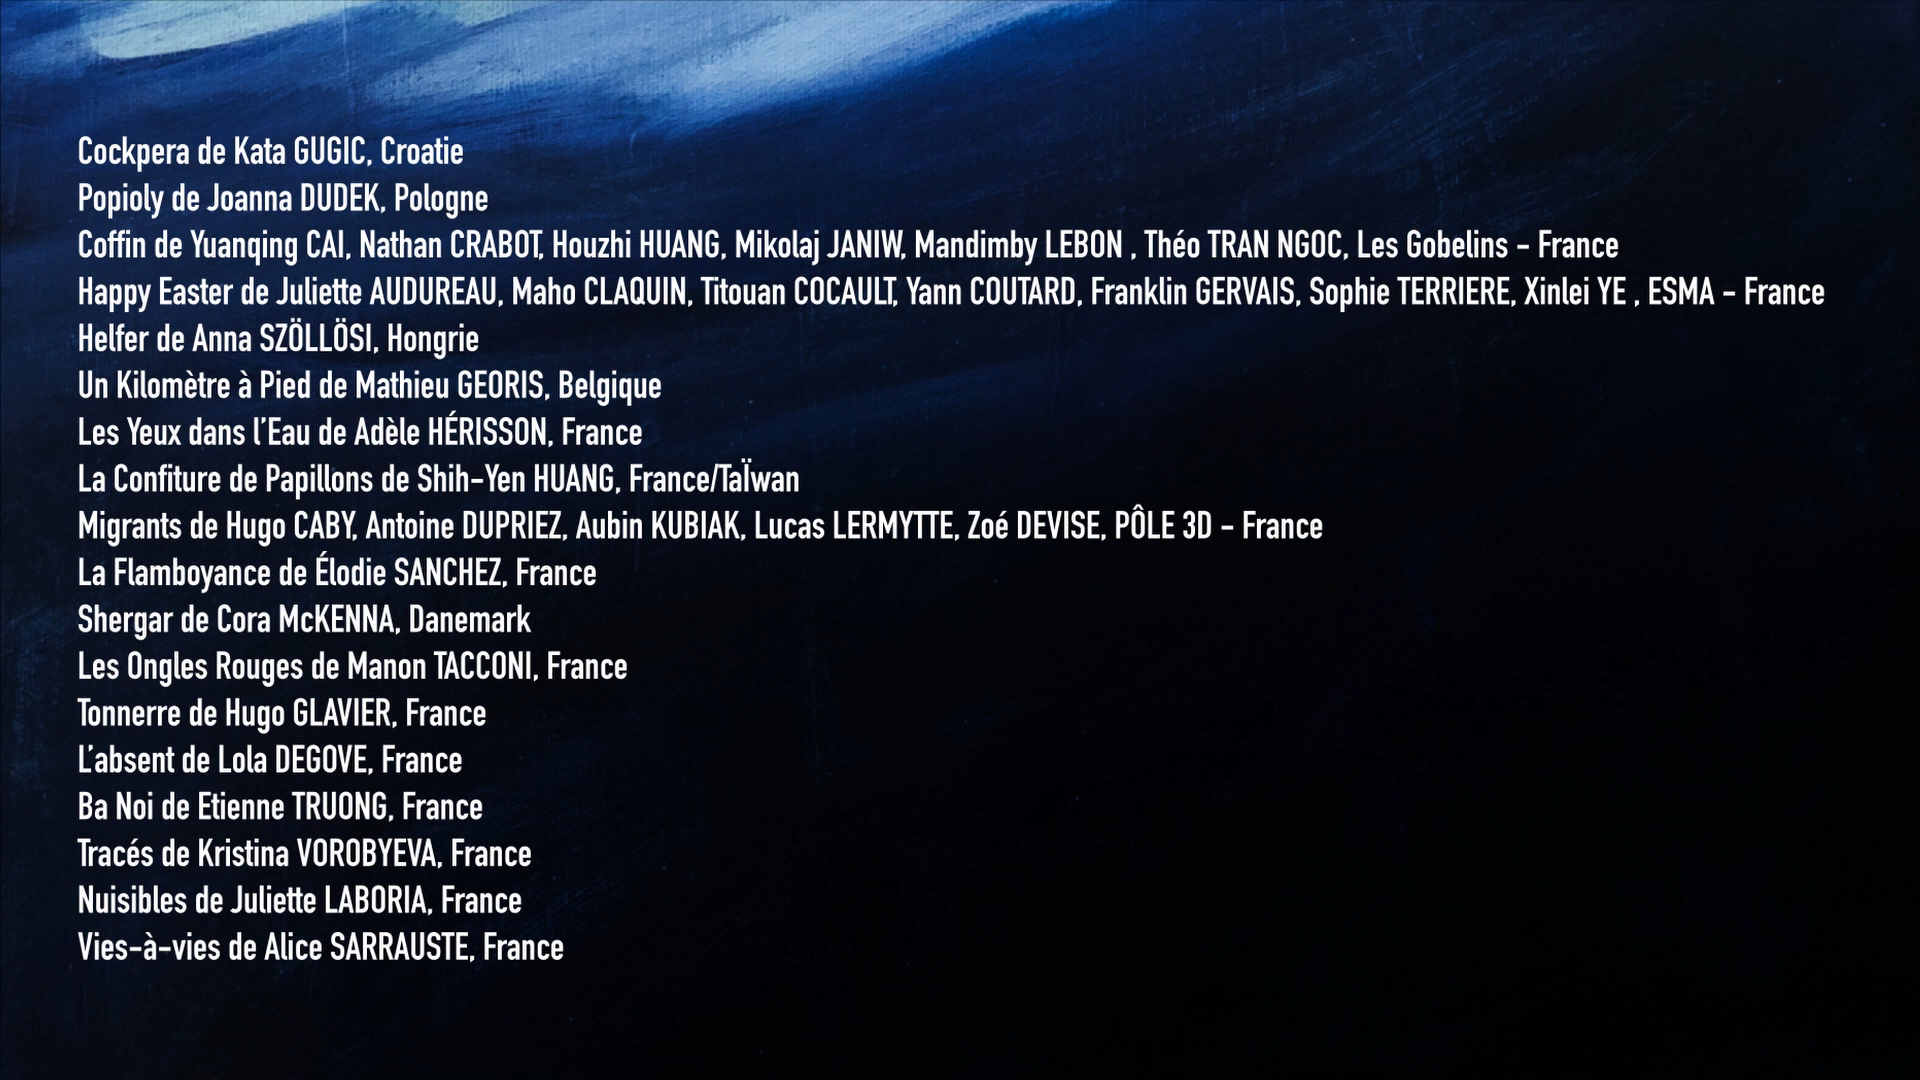 Cockpera de Kata GUGIC, Croatie
Popioly de Joanna DUDEK, Pologne
Coffin de Yuanqing CAI, Nathan CRABOT, Houzhi HUANG, Mikolaj JANIW, Mandimby LEBON , Théo TRAN NGOC, Les Gobelins - France
Happy Easter de Juliette AUDUREAU, Maho CLAQUIN, Titouan COCAULT, Yann COUTARD, Franklin GERVAIS, Sophie TERRIERE, Xinlei YE , ESMA - France
Helfer de Anna SZÖLLÖSI, Hongrie
Un Kilomètre à Pied de Mathieu GEORIS, Belgique
Les Yeux dans l’Eau de Adèle HÉRISSON, France
La Confiture de Papillons de Shih-Yen HUANG, France/TaÏwan
Migrants de Hugo CABY, Antoine DUPRIEZ, Aubin KUBIAK, Lucas LERMYTTE, Zoé DEVISE, PÔLE 3D - France
La Flamboyance de Élodie SANCHEZ, France
Shergar de Cora McKENNA, Danemark
Les Ongles Rouges de Manon TACCONI, France
Tonnerre de Hugo GLAVIER, France
L’absent de Lola DEGOVE, France
Ba Noi de Etienne TRUONG, France
Tracés de Kristina VOROBYEVA, France
Nuisibles de Juliette LABORIA, France
Vies-à-vies de Alice SARRAUSTE, France